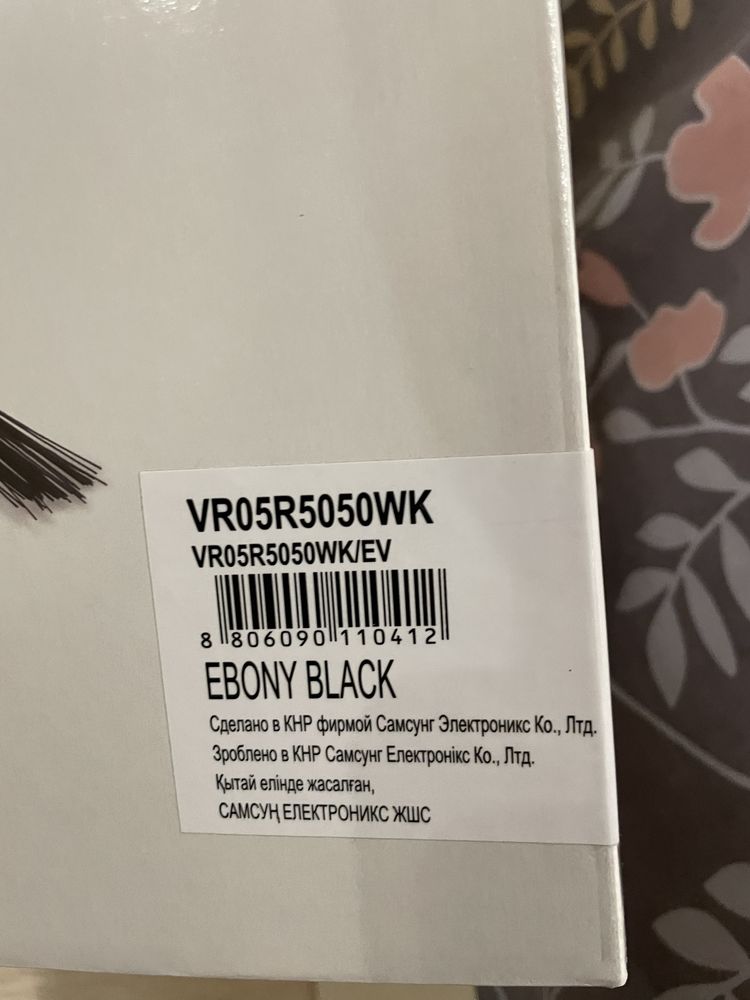 VR05R5050WK
VR05R5050WK/EV
8 806090 110412
EBONY BLACK
Сделано в КНР фирмой Самсунг Электроникс Ко., Лтд.
Зроблено в КНР Самсунг Електронікс Ко., Лтд.
Қытай елінде жасалған,
САМСУҢ ЕЛЕКТРОНИКС ЖШС